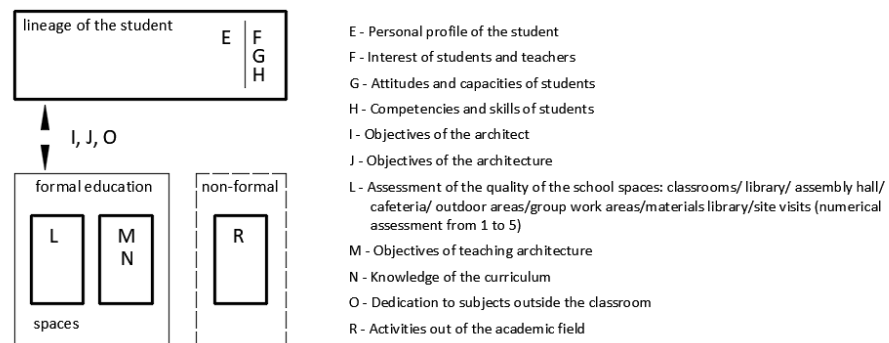 lineage of the student
E F
G
H
I, J, O
formal education
non-formal
L
M
N
R
spaces
E - Personal profile of the student
F - Interest of students and teachers
G - Attitudes and capacities of students
H - Competencies and skills of students
I - Objectives of the architect
J - Objectives of the architecture
L - Assessment of the quality of the school spaces: classrooms/ library/ assembly hall/
cafeteria/ outdoor areas/group work areas/materials library/site visits (numerical
assessment from 1 to 5)
M - Objectives of teaching architecture
N - Knowledge of the curriculum
O - Dedication to subjects outside the classroom
R - Activities out of the academic field